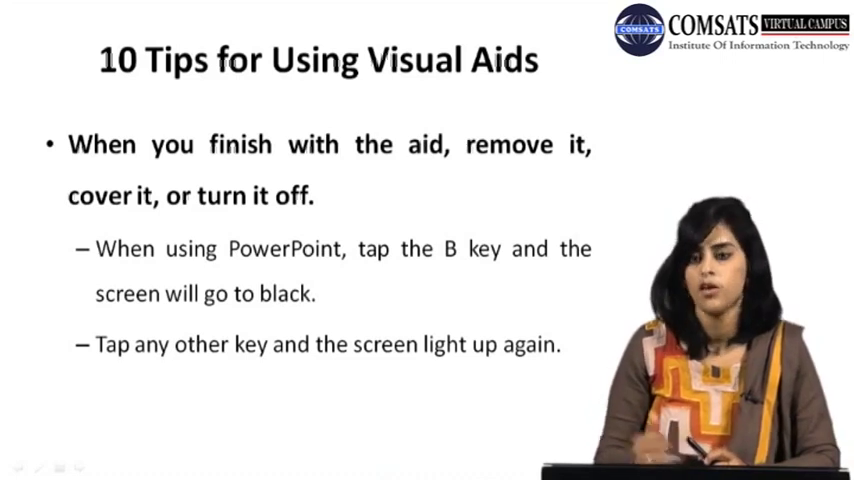 COMSATS VIRTUAL CAMPUS
Institute Of Information Technology
COMSATS
10 Tips for Using Visual Aids
• When you finish with the aid, remove it,
cover it, or turn it off.
– When using PowerPoint, tap the B key and the
screen will go to black.
– Tap any other key and the screen light up again.